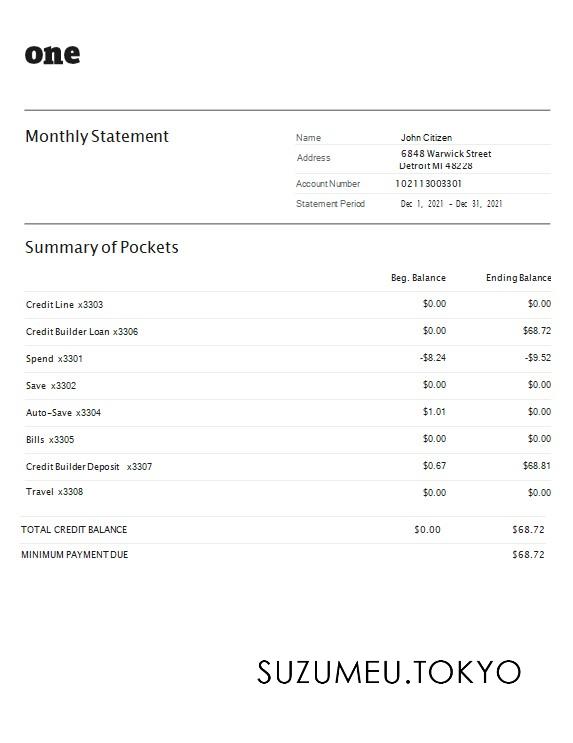 one
Monthly Statement
Name John Citizen
Address 6848 Warwick Street
Detroit MI 48228
Account Number 102113003301
Statement Period Dec 1, 2021 - Dec 31, 2021
Summary of Pockets
Beg. Balance Ending Balance
Credit Line x3303 $0.00 $0.00
Credit Builder Loan x3306 $0.00 $68.72
Spend x3301 -$8.24 -$9.52
Save x3302 $0.00 $0.00
Auto-Save x3304 $1.01 $0.00
Bills x3305 $0.00 $0.00
Credit Builder Deposit x3307 $0.67 $68.81
Travel x3308 $0.00 $0.00
TOTAL CREDIT BALANCE $0.00 $68.72
MINIMUM PAYMENT DUE $68.72
SUZUMEU.TOKYO